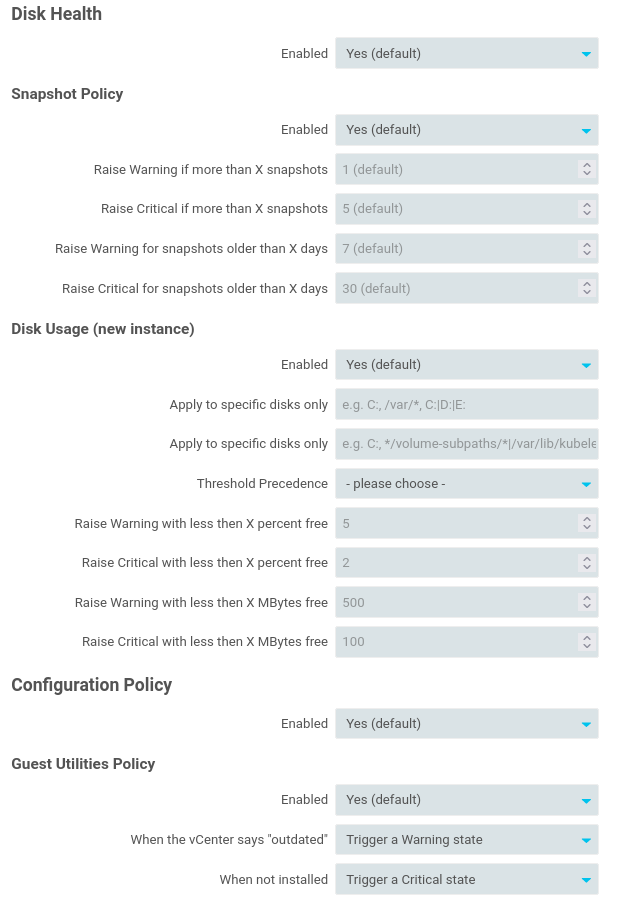 Disk Health
Enabled Yes (default)
Snapshot Policy
Enabled Yes (default)
Raise Warning if more than X snapshots 1 (default)
Raise Critical if more than X snapshots 5 (default)
Raise Warning for snapshots older than X days 7 (default)
Raise Critical for snapshots older than X days 30 (default)
Disk Usage (new instance)
Enabled Yes (default)
Apply to specific disks only e.g. C:, /var/*, C:|D:|E:
Apply to specific disks only e.g. C:, */volume-subpaths/*|/var/lib/kubele
Threshold Precedence - please choose -
Raise Warning with less then X percent free 5
Raise Critical with less then X percent free 2
Raise Warning with less then X MBytes free 500
Raise Critical with less then X MBytes free 100
Configuration Policy
Enabled Yes (default)
Guest Utilities Policy
Enabled Yes (default)
When the vCenter says "outdated" Trigger a Warning state
When not installed Trigger a Critical state